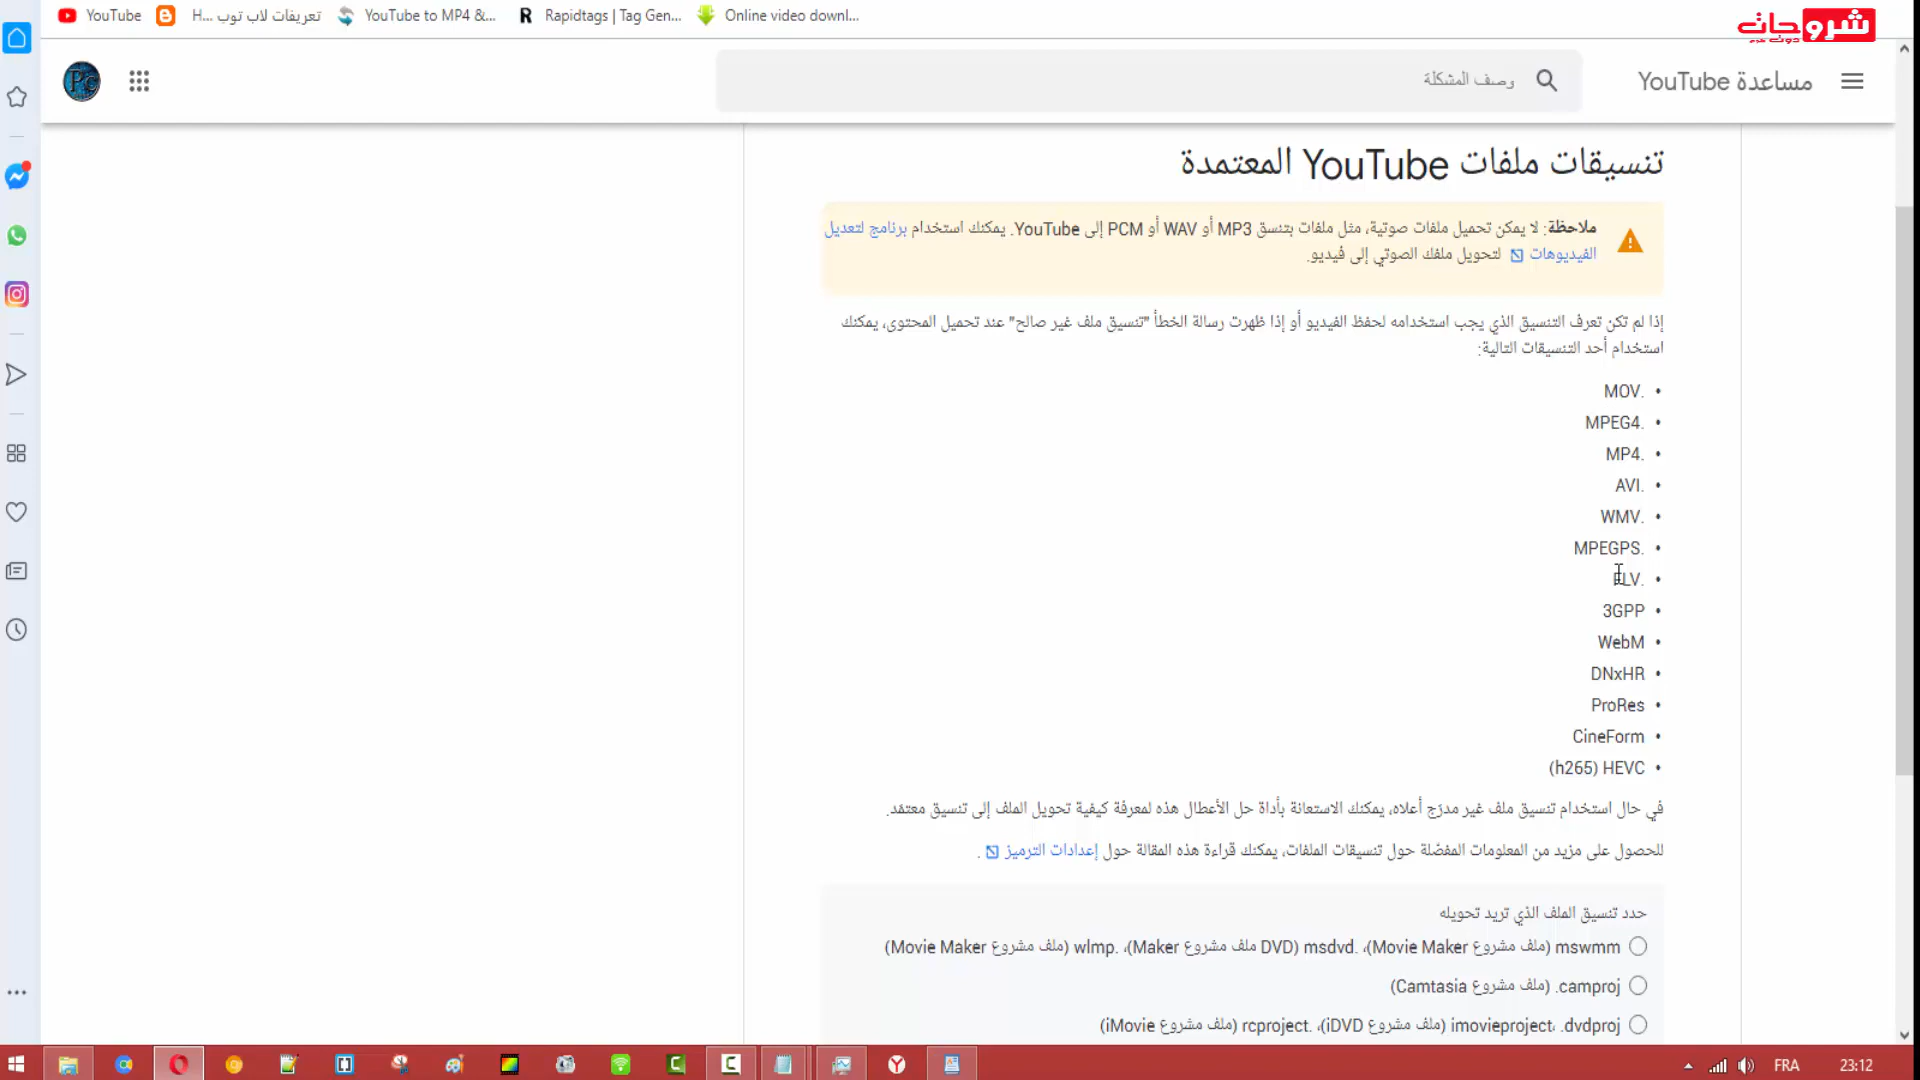 YouTube
تعريفات لاب توب H...
YouTube to MP4 &...
Rapidtags | Tag Gen...
Online video downl...
شروحات
مساعدة YouTube
وصف المشكلة
تنسيقات ملفات YouTube المعتمدة
ملاحظة: لا يمكن تحميل ملفات صوتية، مثل ملفات بتنسق MP3 أو WAV أو PCM إلى YouTube. يمكنك استخدام برنامج لتعديل
الفيديوهات لتحويل ملفك الصوتي إلى فيديو.
إذا لم تكن تعرف التنسيق الذي يجب استخدامه لحفظ الفيديو أو إذا ظهرت رسالة الخطأ "تنسيق ملف غير صالح" عند تحميل المحتوى، يمكنك
استخدام أحد التنسيقات التالية:
• MOV.
• MPEG4.
• MP4.
• AVI.
• WMV.
• MPEGPS.
• FLV.
• 3GPP
• WebM
• DNxHR
• ProRes
• CineForm
• (h265) HEVC
في حال استخدام تنسيق ملف غير مدرَج أعلاه، يمكنك الاستعانة بأداة حل الأعطال هذه لمعرفة كيفية تحويل الملف إلى تنسيق معتمَد.
للحصول على مزيد من المعلومات المفصّلة حول تنسيقات الملفات، يمكنك قراءة هذه المقالة حول إعدادات الترميز .
حدد تنسيق الملف الذي تريد تحويله
mswmm (ملف مشروع Movie Maker)، .msdvd (ملف مشروع DVD Maker)، .wlmp (ملف مشروع Movie Maker)
.camproj (ملف مشروع Camtasia)
.dvdproj ،imovieproject (ملف مشروع iDVD)، .rcproject (ملف مشروع iMovie)
FRA
23:12